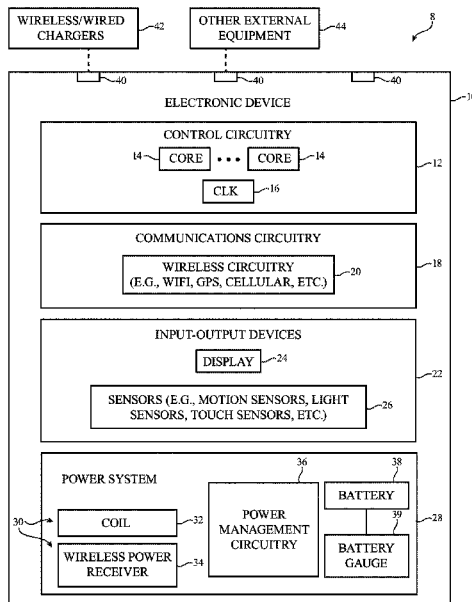 WIRELESS/WIRED
CHARGERS
42
OTHER EXTERNAL
EQUIPMENT
44
8
40
40
40
ELECTRONIC DEVICE
CONTROL CIRCUITRY
14 CORE ••• CORE 14
CLK 16
12
COMMUNICATIONS CIRCUITRY
WIRELESS CIRCUITRY
(E.G., WIFI, GPS, CELLULAR, ETC.)
20
18
INPUT-OUTPUT DEVICES
DISPLAY 24
SENSORS (E.G., MOTION SENSORS, LIGHT
SENSORS, TOUCH SENSORS, ETC.)
26
22
POWER SYSTEM
30
COIL 32
WIRELESS POWER
RECEIVER
34
36
POWER
MANAGEMENT
CIRCUITRY
38
BATTERY
39
BATTERY
GAUGE
28